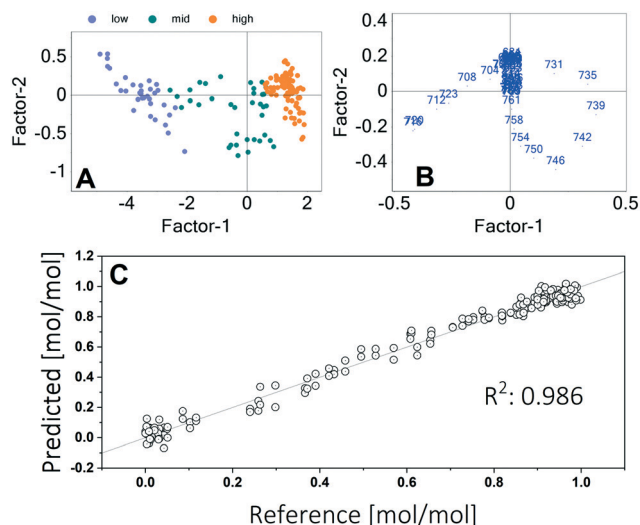 low mid high
0.5
0
-0.5
-1
Factor-2
A
-4 -2 0 2
Factor-1
0.4
0.2
0
-0.2
-0.4
Factor-2
731
735
704
708
723
712
739
761
758
754
742
750
746
B
-0.5 0 0.5
Factor-1
C
1.2
1.0
0.8
0.6
0.4
0.2
0.0
-0.2
Predicted [mol/mol]
R²: 0.986
0.0 0.2 0.4 0.6 0.8 1.0
Reference [mol/mol]